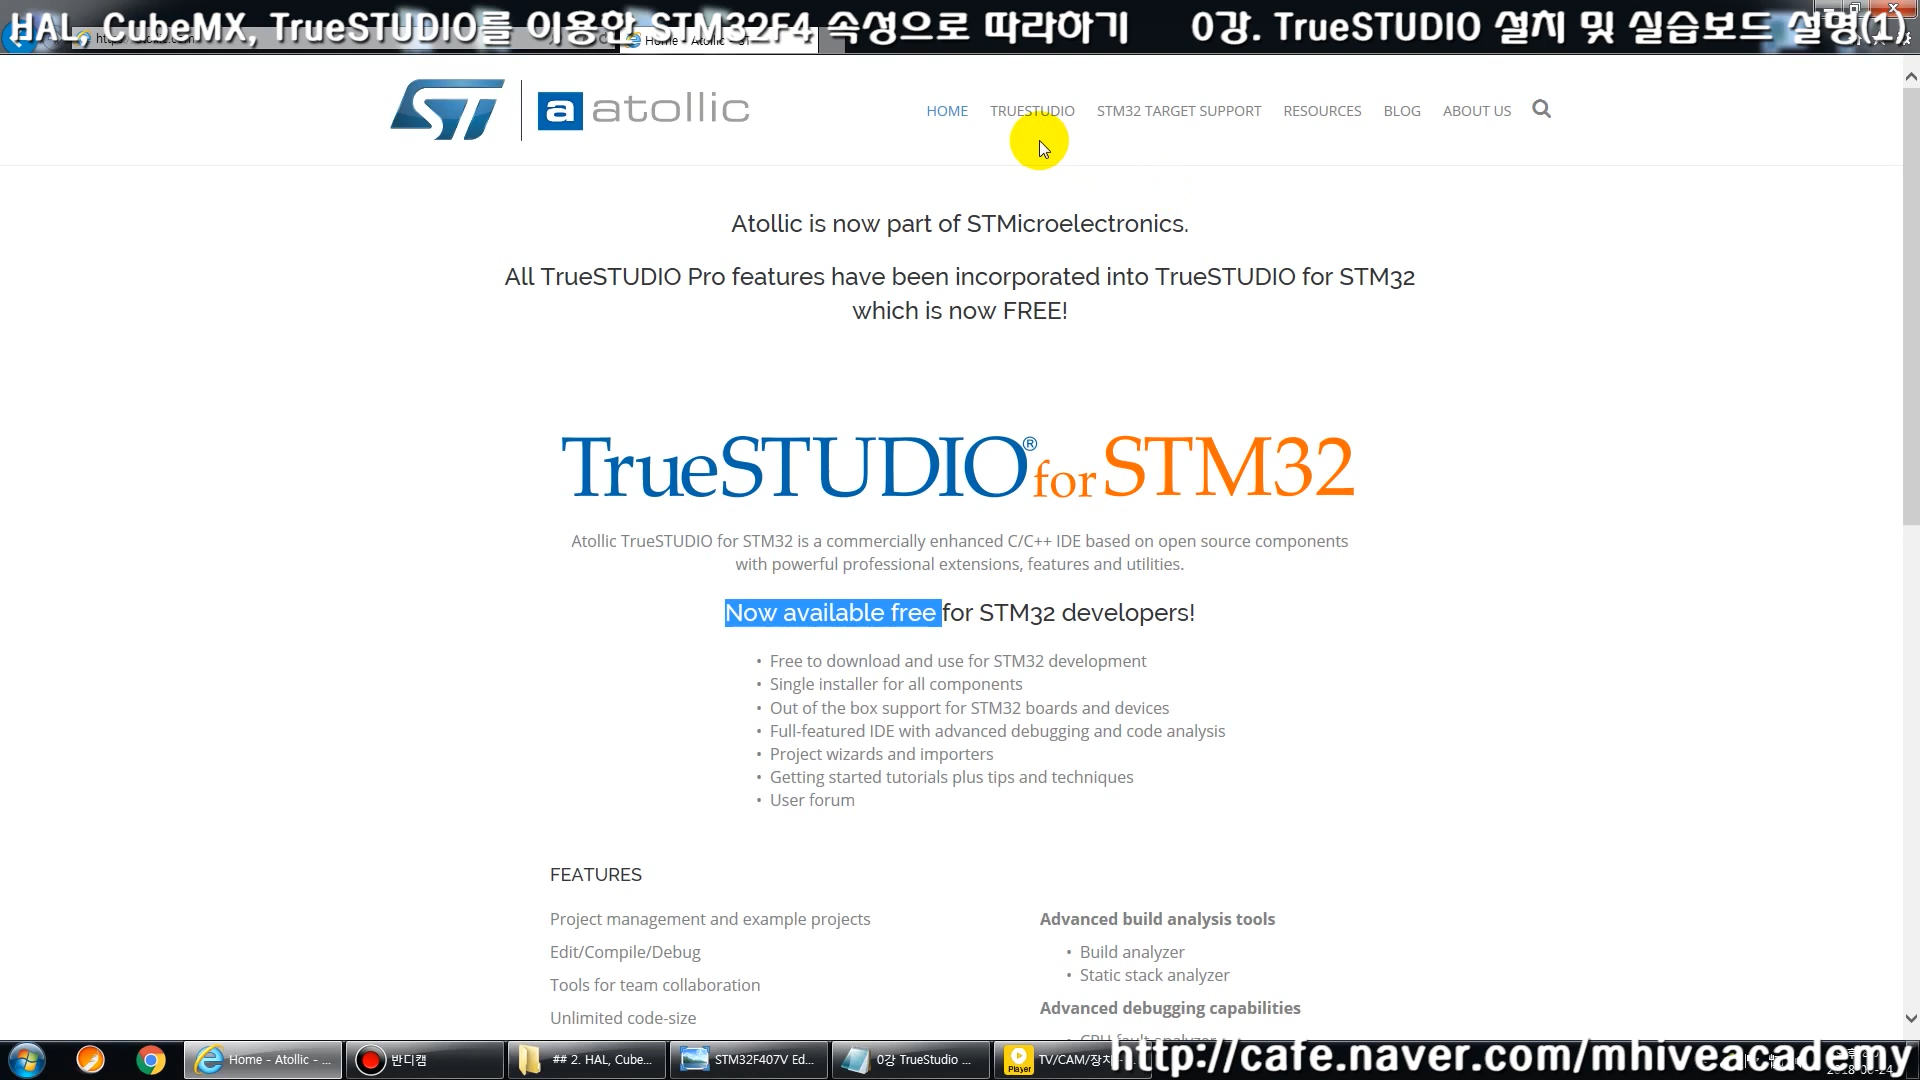 HAL, CubeMX, TrueSTUDIO를 이용한 STM32F4 속성으로 따라하기 0강. TrueSTUDIO 설치 및 실습보드 설명(1)
ST a atollic
HOME TRUESTUDIO STM32 TARGET SUPPORT RESOURCES BLOG ABOUT US
Atollic is now part of STMicroelectronics.
All TrueSTUDIO Pro features have been incorporated into TrueSTUDIO for STM32
which is now FREE!
TrueSTUDIO® for STM32
Atollic TrueSTUDIO for STM32 is a commercially enhanced C/C++ IDE based on open source components
with powerful professional extensions, features and utilities.
Now available free for STM32 developers!
• Free to download and use for STM32 development
• Single installer for all components
• Out of the box support for STM32 boards and devices
• Full-featured IDE with advanced debugging and code analysis
• Project wizards and importers
• Getting started tutorials plus tips and techniques
• User forum
FEATURES
Project management and example projects
Edit/Compile/Debug
Tools for team collaboration
Unlimited code-size
Advanced build analysis tools
• Build analyzer
• Static stack analyzer
Advanced debugging capabilities
• CPU fault analyzer
Home - Atollic - ... 반디캠 ## 2. HAL, Cube... STM32F407V Ed... 0강 TrueStudio ... Player TV/CAM/장치
http://cafe.naver.com/mhiveacademy